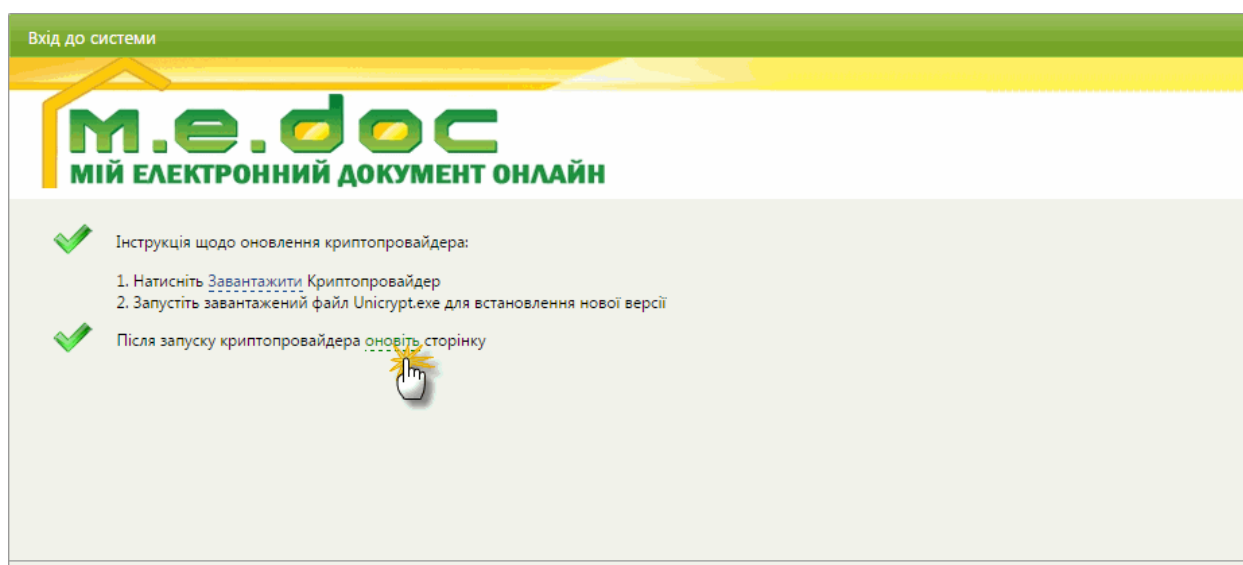 Вхід до системи
m.e.doc
МІЙ ЕЛЕКТРОННИЙ ДОКУМЕНТ ОНЛАЙН
Інструкція щодо оновлення криптопровайдера:
1. Натисніть Завантажити Криптопровайдер
2. Запустіть завантажений файл Unicrypt.exe для встановлення нової версії
Після запуску криптопровайдера оновіть сторінку